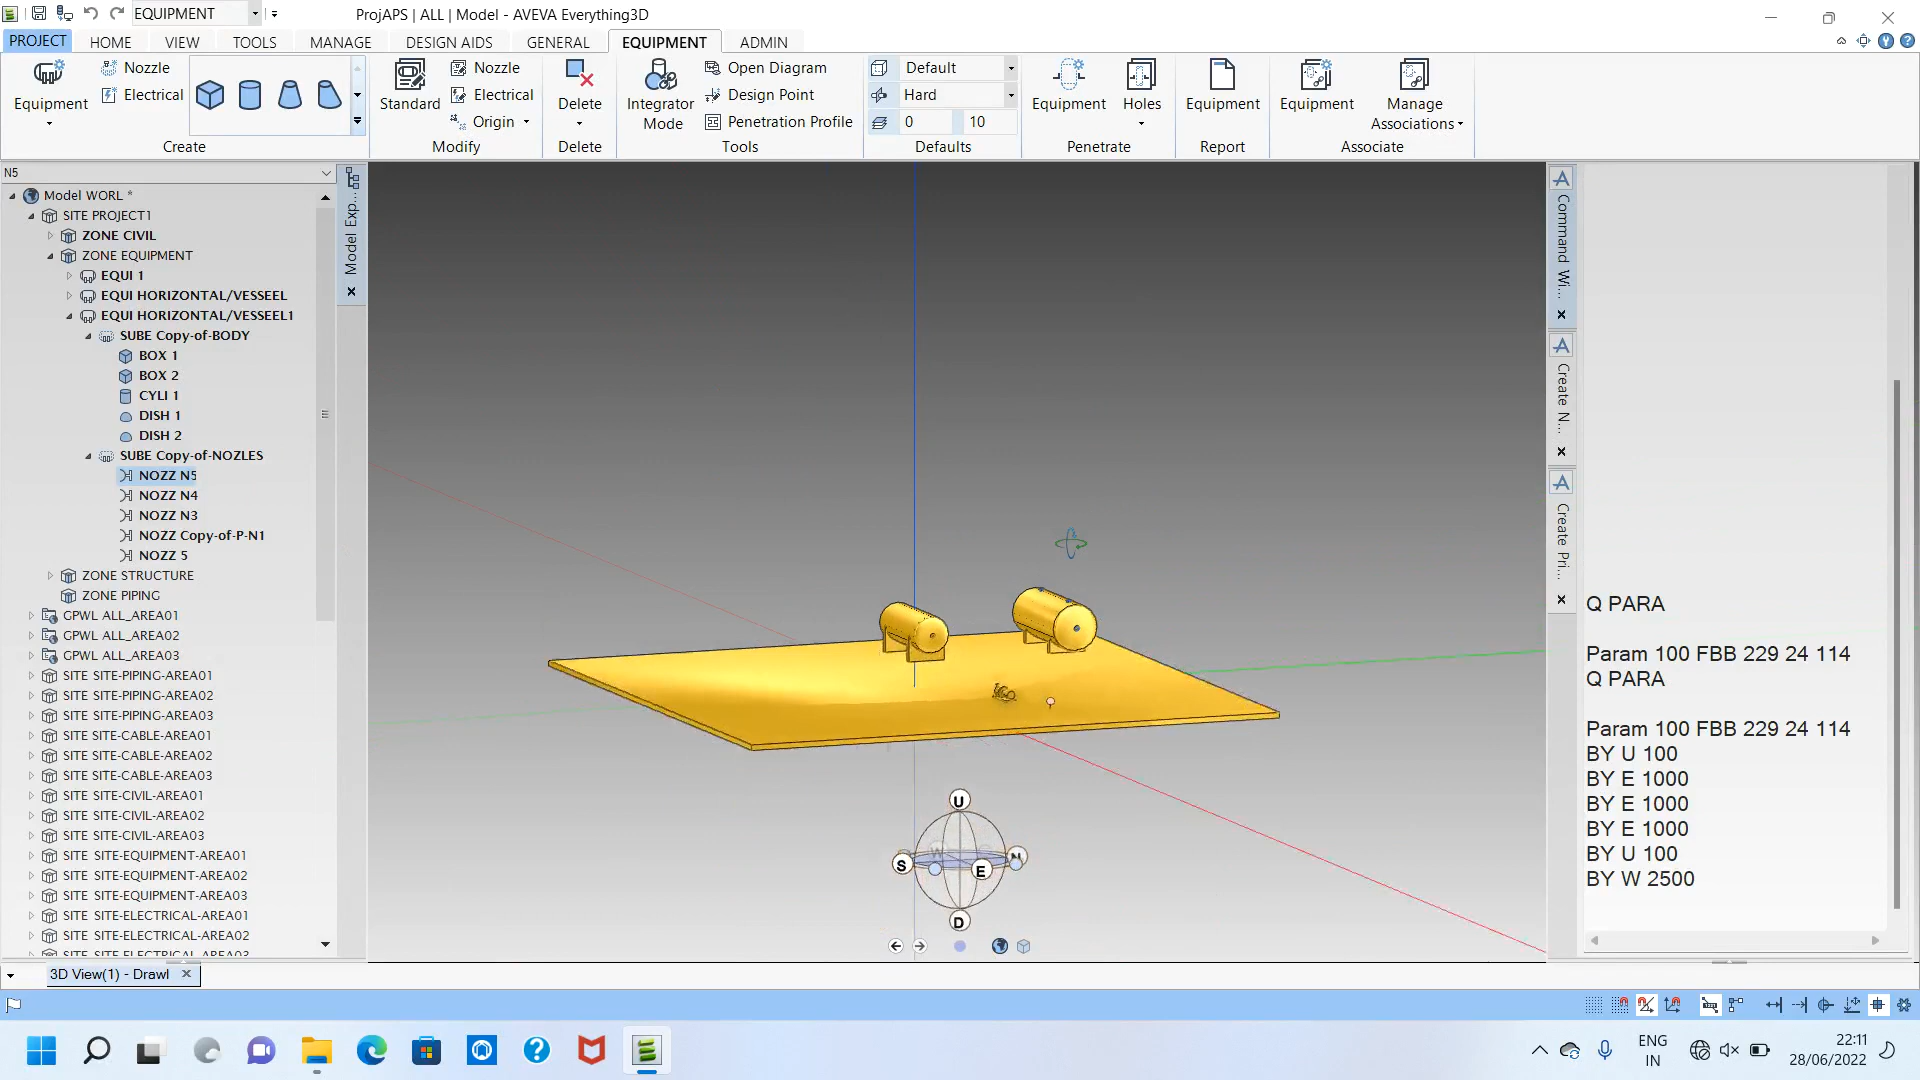 EQUIPMENT
ProjAPS | ALL | Model - AVEVA Everything3D
PROJECT HOME VIEW TOOLS MANAGE DESIGN AIDS GENERAL EQUIPMENT ADMIN
Equipment
Nozzle
Electrical
Create
Standard
Nozzle
Electrical
Origin
Modify
Delete
Delete
Integrator Mode
Open Diagram
Design Point
Penetration Profile
Tools
Default
Hard
0 10
Defaults
Equipment
Holes
Penetrate
Equipment
Report
Equipment
Manage Associations
Associate
N5
Model WORL *
SITE PROJECT1
ZONE CIVIL
ZONE EQUIPMENT
EQUI 1
EQUI HORIZONTAL/VESSEEL
EQUI HORIZONTAL/VESSEEL1
SUBE Copy-of-BODY
BOX 1
BOX 2
CYLI 1
DISH 1
DISH 2
SUBE Copy-of-NOZLES
NOZZ N5
NOZZ N4
NOZZ N3
NOZZ Copy-of-P-N1
NOZZ 5
ZONE STRUCTURE
ZONE PIPING
GPWL ALL_AREA01
GPWL ALL_AREA02
GPWL ALL_AREA03
SITE SITE-PIPING-AREA01
SITE SITE-PIPING-AREA02
SITE SITE-PIPING-AREA03
SITE SITE-CABLE-AREA01
SITE SITE-CABLE-AREA02
SITE SITE-CABLE-AREA03
SITE SITE-CIVIL-AREA01
SITE SITE-CIVIL-AREA02
SITE SITE-CIVIL-AREA03
SITE SITE-EQUIPMENT-AREA01
SITE SITE-EQUIPMENT-AREA02
SITE SITE-EQUIPMENT-AREA03
SITE SITE-ELECTRICAL-AREA01
SITE SITE-ELECTRICAL-AREA02
Model Exp...
U
S W N
E
D
Command Wi...
Create N...
Create Pri...
Q PARA
Param 100 FBB 229 24 114
Q PARA
Param 100 FBB 229 24 114
BY U 100
BY E 1000
BY E 1000
BY E 1000
BY U 100
BY W 2500
3D View(1) - Drawl
ENG
IN
22:11
28/06/2022